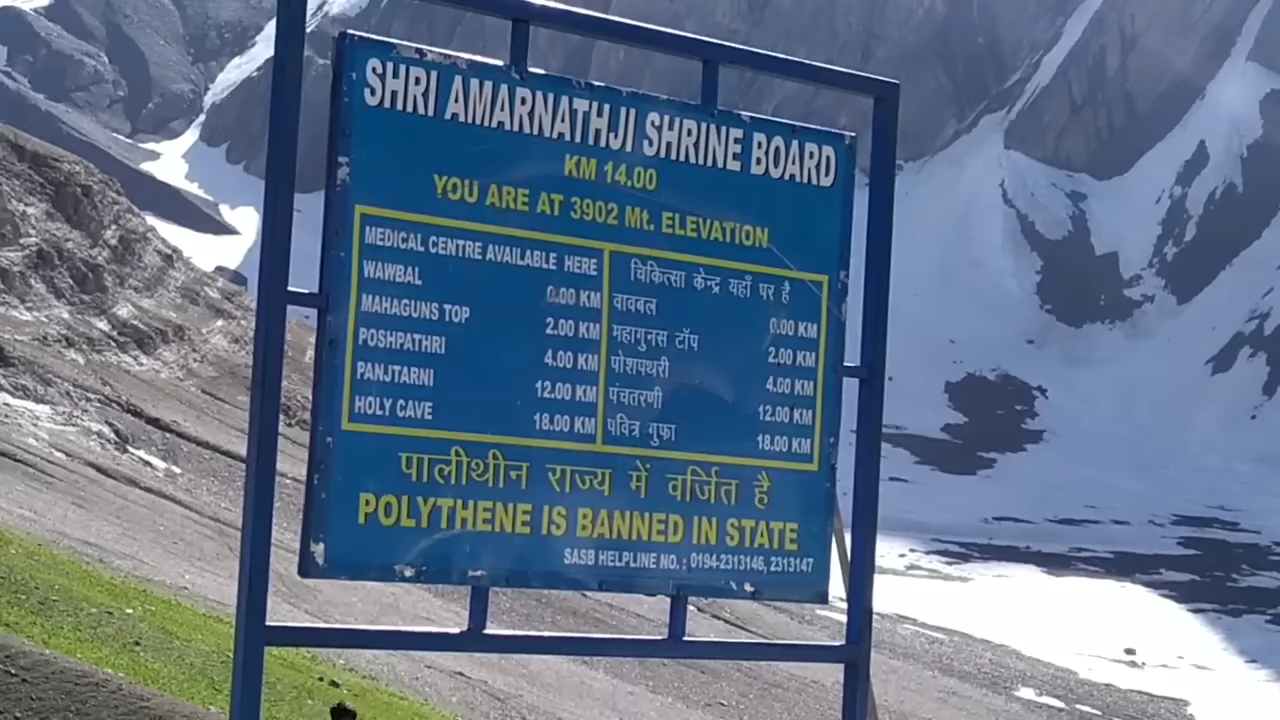 SHRI AMARNATHJI SHRINE BOARD
KM 14.00
YOU ARE AT 3902 Mt. ELEVATION
MEDICAL CENTRE AVAILABLE HERE
WAWBAL 0.00 KM
MAHAGUNS TOP 2.00 KM
POSHPATHRI 4.00 KM
PANJTARNI 12.00 KM
HOLY CAVE 18.00 KM
चिकित्सा केन्द्र यहाँ पर है
वावबल 0.00 KM
महागुनस टॉप 2.00 KM
पोशपथरी 4.00 KM
पंचतरणी 12.00 KM
पवित्र गुफा 18.00 KM
पालीथीन राज्य में वर्जित है
POLYTHENE IS BANNED IN STATE
SASB HELPLINE NO. : 0194-2313146, 2313147